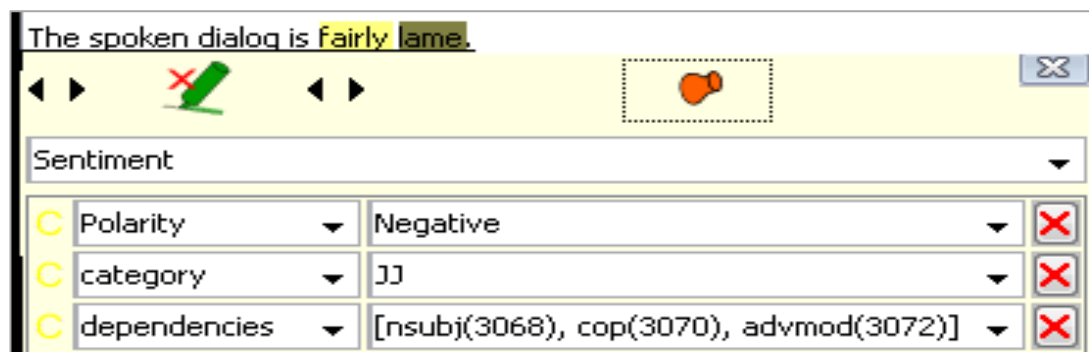 The spoken dialog is fairly lame.
Sentiment
C Polarity Negative
C category JJ
C dependencies [nsubj(3068), cop(3070), advmod(3072)]